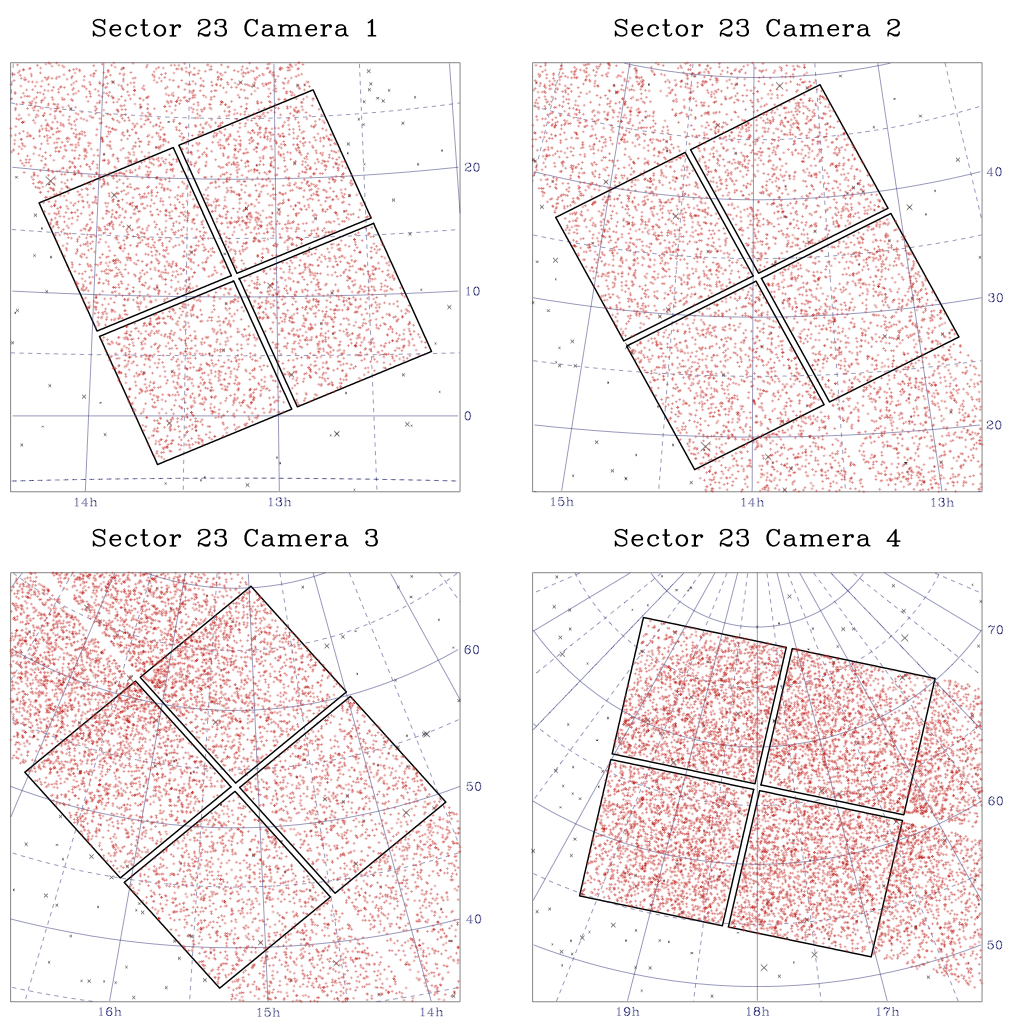 Sector 23 Camera 1
Sector 23 Camera 2
20
10
0
14h 13h
40
30
20
15h 14h 13h
Sector 23 Camera 3
Sector 23 Camera 4
60
50
40
16h 15h 14h
70
60
50
19h 18h 17h